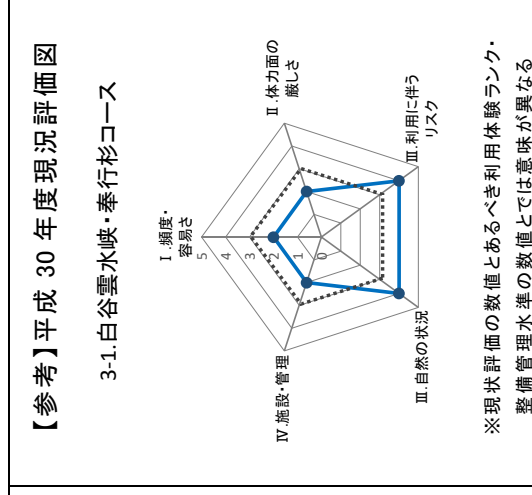 【参考】平成 30 年度現況評価図
3-1.白谷雲水峡・奉行杉コース
Ⅰ.頻度・
容易さ
5
4
3
2
1
0
Ⅱ.体力面の
厳しさ
Ⅲ.利用に伴う
リスク
Ⅲ.自然の状況
Ⅳ.施設・管理
※現状評価の数値とあるべき利用体験ランク・
整備管理水準の数値とでは意味が異なる